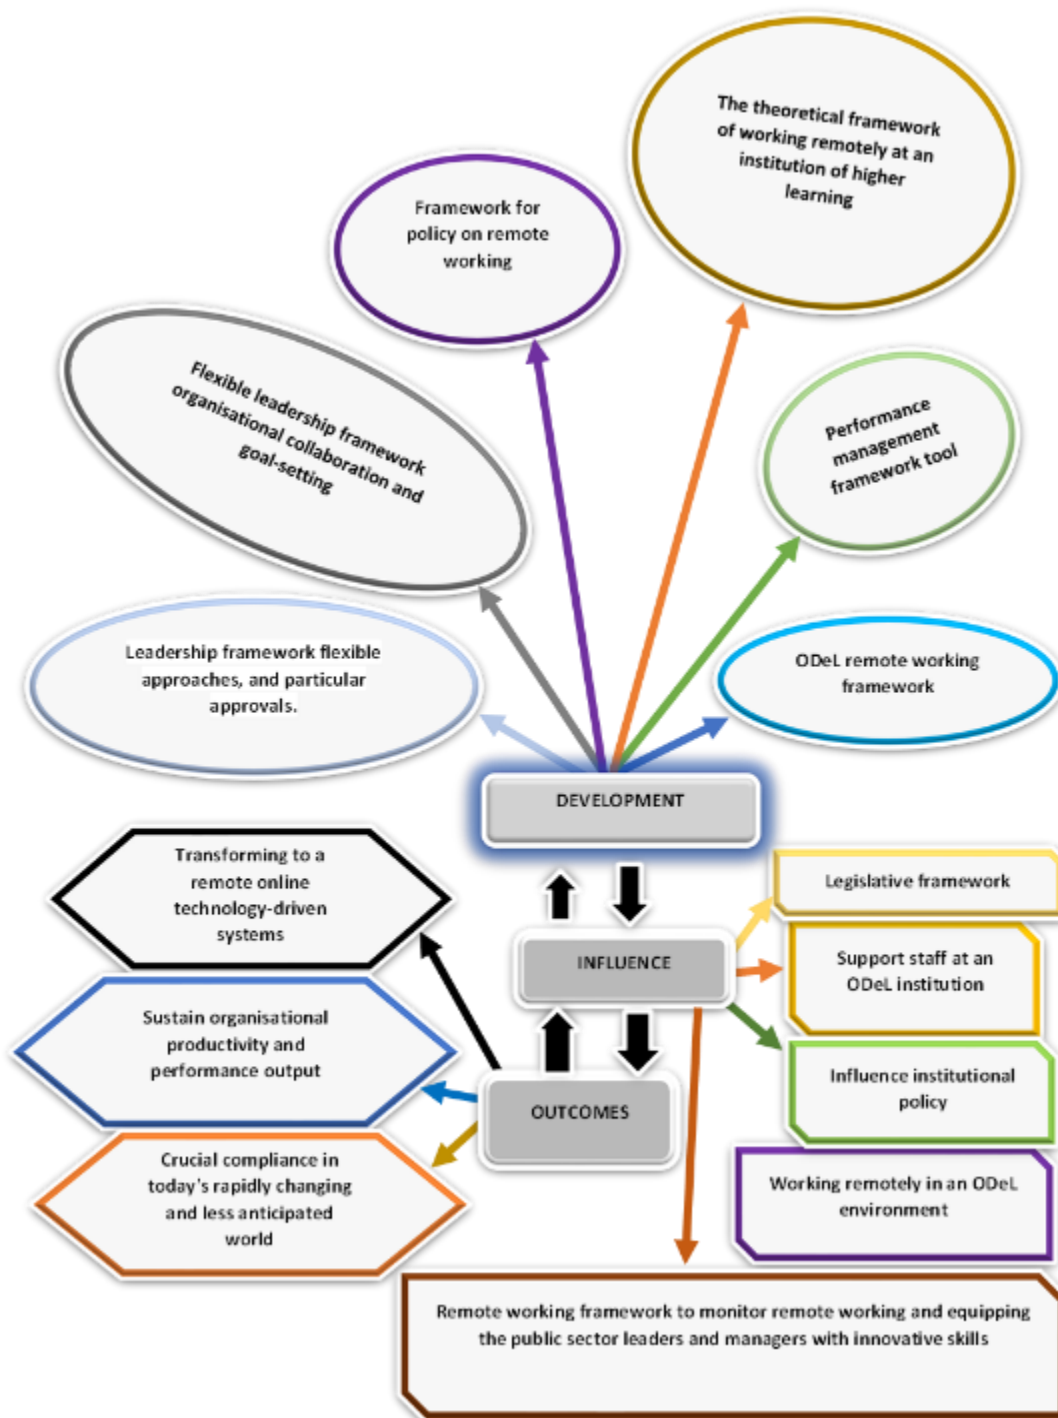 The theoretical framework
of working remotely at an
institution of higher
learning
Framework for
policy on remote
working
Flexible leadership framework
organisational collaboration and
goal-setting
Performance
management
framework tool
Leadership framework flexible
approaches, and particular
approvals.
ODeL remote working
framework
DEVELOPMENT
Transforming to a
remote online
technology-driven
systems
Legislative framework
INFLUENCE
Support staff at an
ODeL institution
Sustain organisational
productivity and
performance output
Influence institutional
policy
OUTCOMES
Crucial compliance in
today's rapidly changing
and less anticipated
world
Working remotely in an ODeL
environment
Remote working framework to monitor remote working and equipping
the public sector leaders and managers with innovative skills